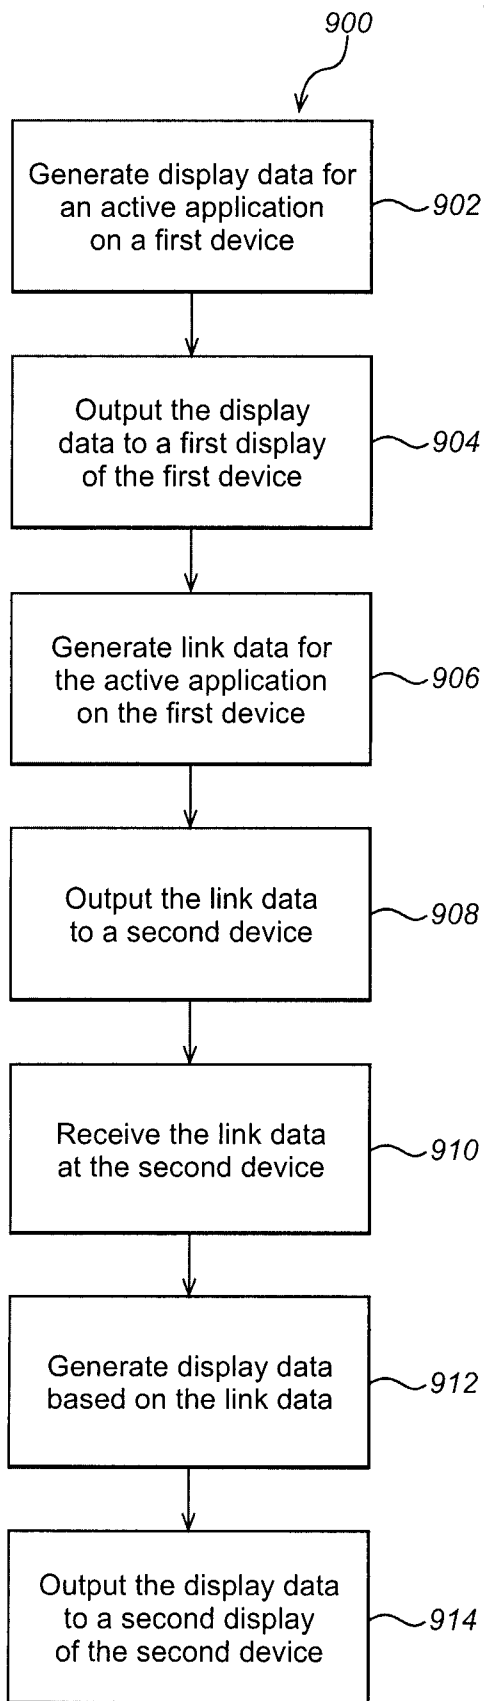 900
Generate display data for
an active application
on a first device
902
Output the display
data to a first display
of the first device
904
Generate link data for
the active application
on the first device
906
Output the link data
to a second device
908
Receive the link data
at the second device
910
Generate display data
based on the link data
912
Output the display data
to a second display
of the second device
914